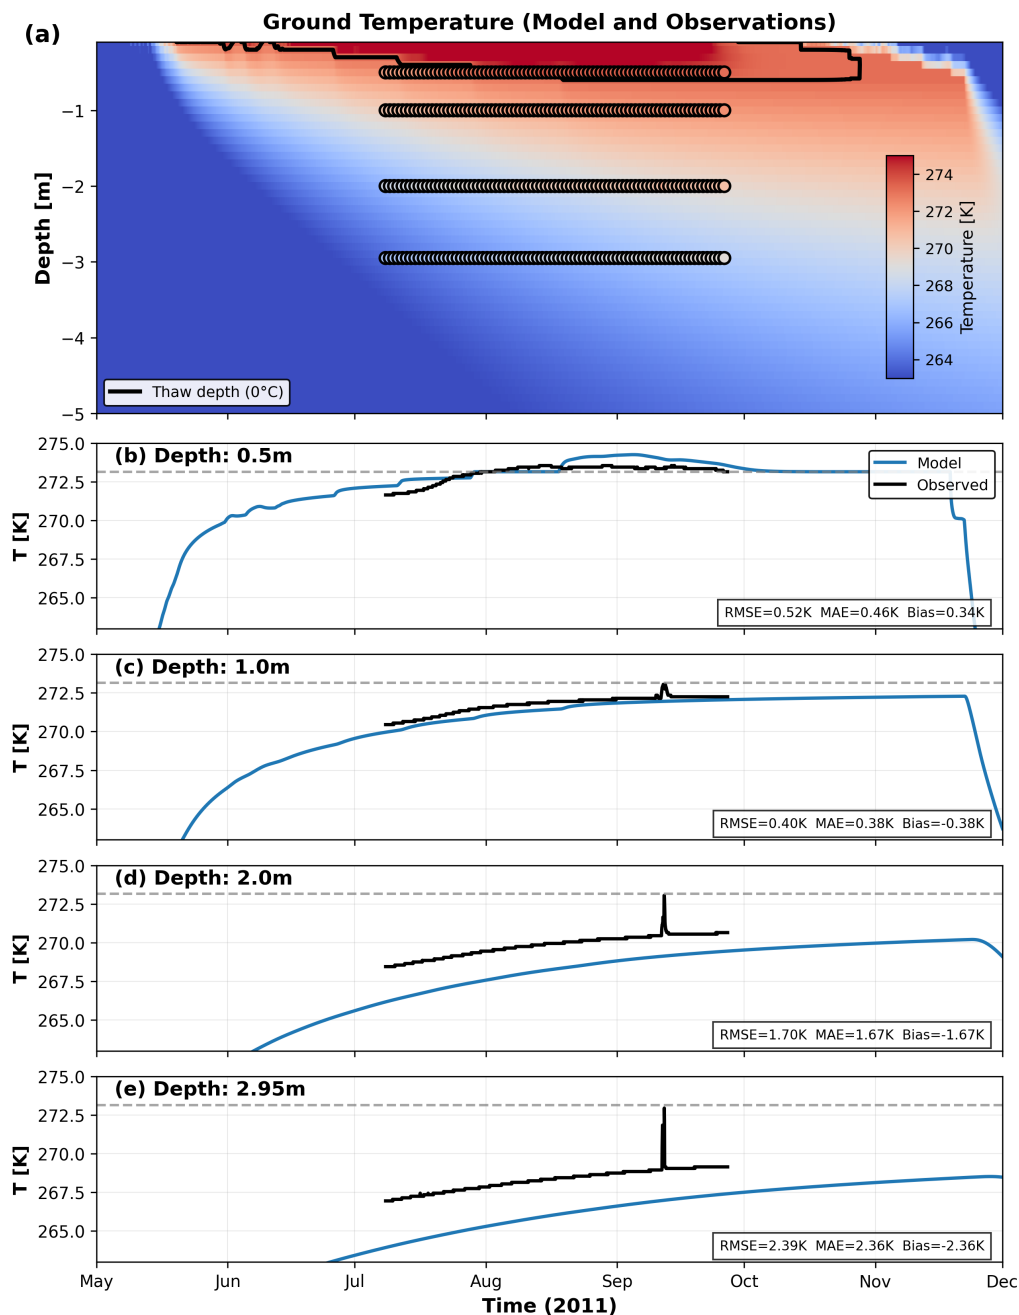 Ground Temperature (Model and Observations)
(a)
Depth [m]
−1
−2
−3
−4
−5
274
272
270
268
266
264
Temperature [K]
Thaw depth (0°C)
(b) Depth: 0.5m
T [K]
275.0
272.5
270.0
267.5
265.0
Model
Observed
RMSE=0.52K MAE=0.46K Bias=0.34K
(c) Depth: 1.0m
T [K]
275.0
272.5
270.0
267.5
265.0
RMSE=0.40K MAE=0.38K Bias=-0.38K
(d) Depth: 2.0m
T [K]
275.0
272.5
270.0
267.5
265.0
RMSE=1.70K MAE=1.67K Bias=-1.67K
(e) Depth: 2.95m
T [K]
275.0
272.5
270.0
267.5
265.0
RMSE=2.39K MAE=2.36K Bias=-2.36K
May Jun Jul Aug Sep Oct Nov Dec
Time (2011)